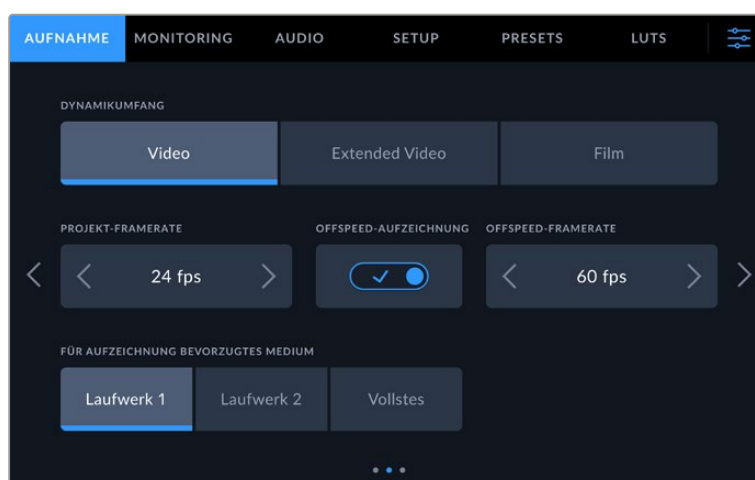 AUFNAHME MONITORING AUDIO SETUP PRESETS LUTS
DYNAMIKUMFANG
Video Extended Video Film
PROJEKT-FRAMERATE OFFSPEED-AUFZEICHNUNG OFFSPEED-FRAMERATE
24 fps 60 fps
FÜR AUFZEICHNUNG BEVORZUGTES MEDIUM
Laufwerk 1 Laufwerk 2 Vollstes